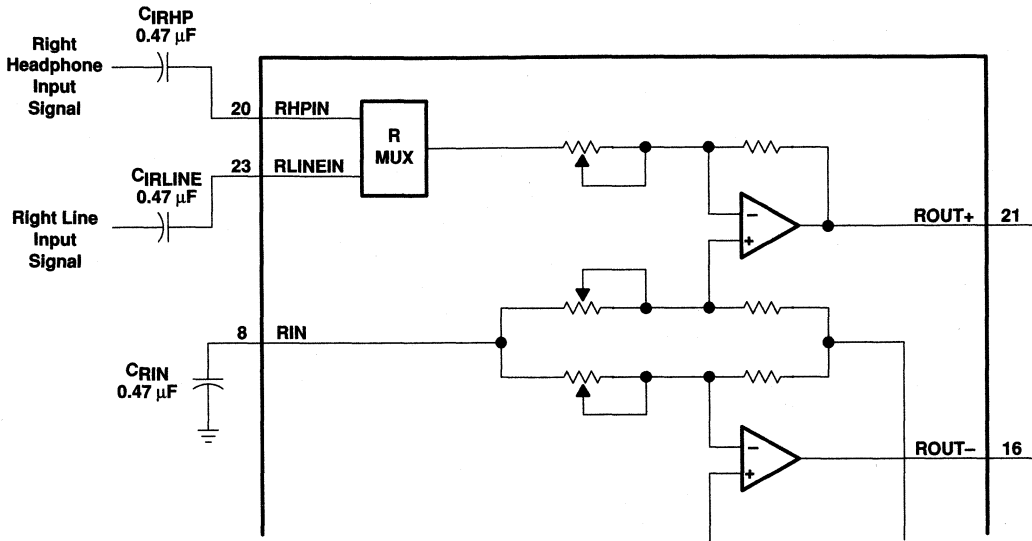 CIRHP
0.47 µF
Right
Headphone
Input
Signal
20 RHPIN
R
MUX
23 RLINEIN
CIRLINE
0.47 µF
Right Line
Input
Signal
−
+
ROUT+ 21
8 RIN
CRIN
0.47 µF
−
+
ROUT− 16